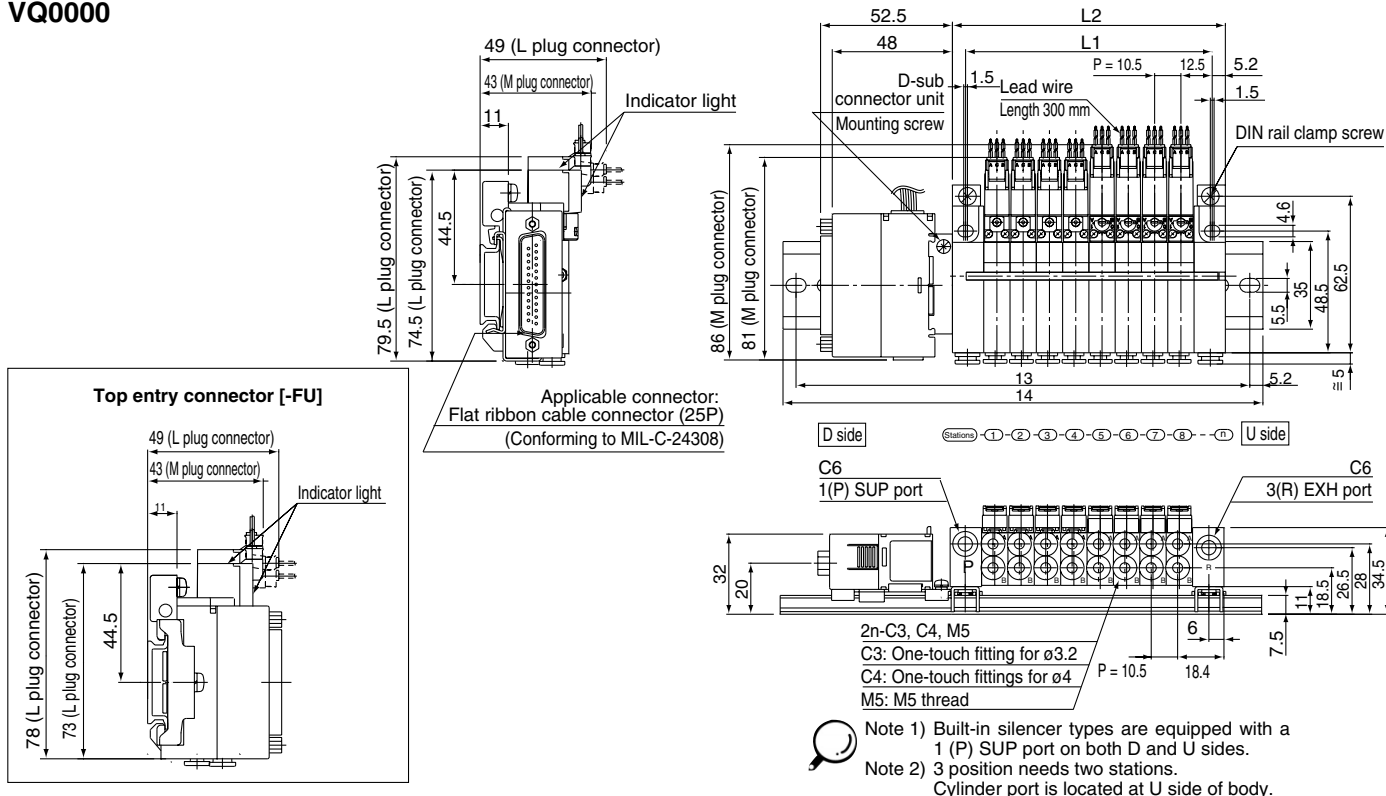 VQ0000
49 (L plug connector)
43 (M plug connector)
11
Indicator light
79.5 (L plug connector)
74.5 (L plug connector)
44.5
Applicable connector:
Flat ribbon cable connector (25P)
(Conforming to MIL-C-24308)
52.5
48
L2
L1
P = 10.5
12.5
5.2
1.5
1.5
D-sub
connector unit
Mounting screw
Lead wire
Length 300 mm
DIN rail clamp screw
86 (M plug connector)
81 (M plug connector)
4.6
5.5
35
48.5
62.5
≅ 5
13
5.2
14
Top entry connector [-FU]
49 (L plug connector)
43 (M plug connector)
11
Indicator light
78 (L plug connector)
73 (L plug connector)
44.5
D side
Stations 1 2 3 4 5 6 7 8 n
U side
C6
1(P) SUP port
C6
3(R) EXH port
32
20
P
R
11
18.5
26.5
28
34.5
6
7.5
P = 10.5
18.4
2n-C3, C4, M5
C3: One-touch fitting for ø3.2
C4: One-touch fittings for ø4
M5: M5 thread
Note 1) Built-in silencer types are equipped with a
1 (P) SUP port on both D and U sides.
Note 2) 3 position needs two stations.
Cylinder port is located at U side of body.